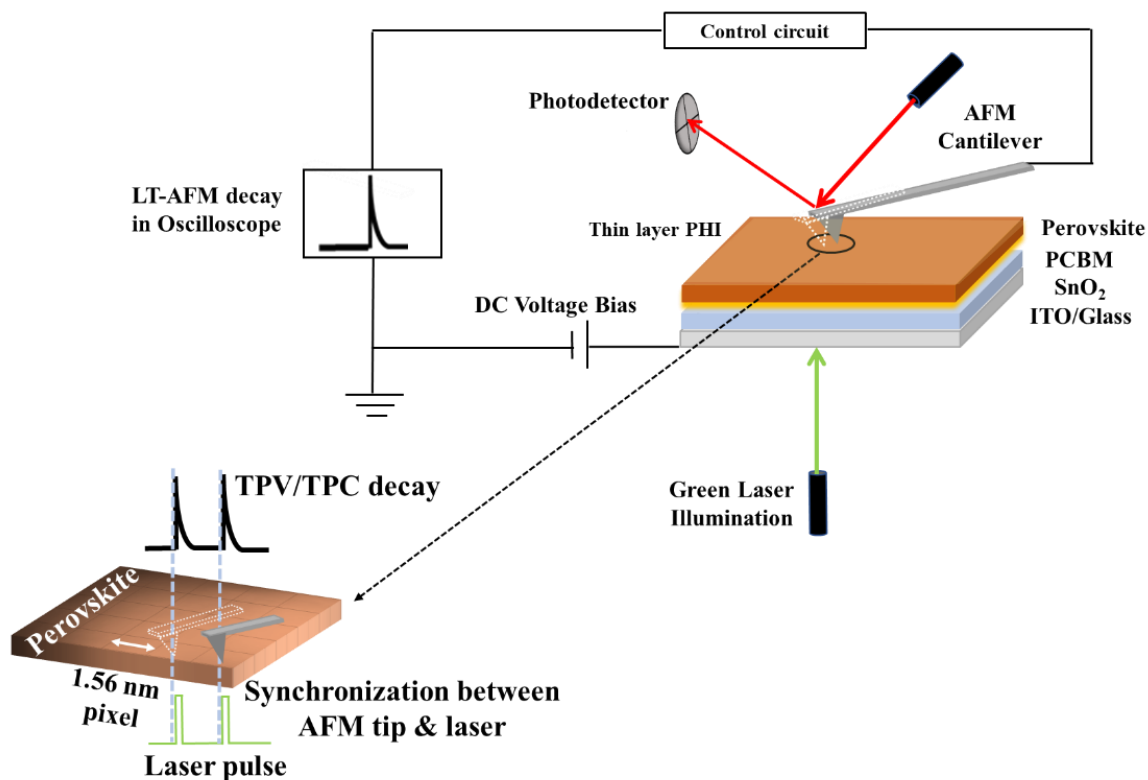 Control circuit
Photodetector
AFM
Cantilever
LT-AFM decay
in Oscilloscope
Thin layer PHI
Perovskite
PCBM
SnO₂
ITO/Glass
DC Voltage Bias
Green Laser
Illumination
TPV/TPC decay
Perovskite
1.56 nm
pixel
Synchronization between
AFM tip & laser
Laser pulse